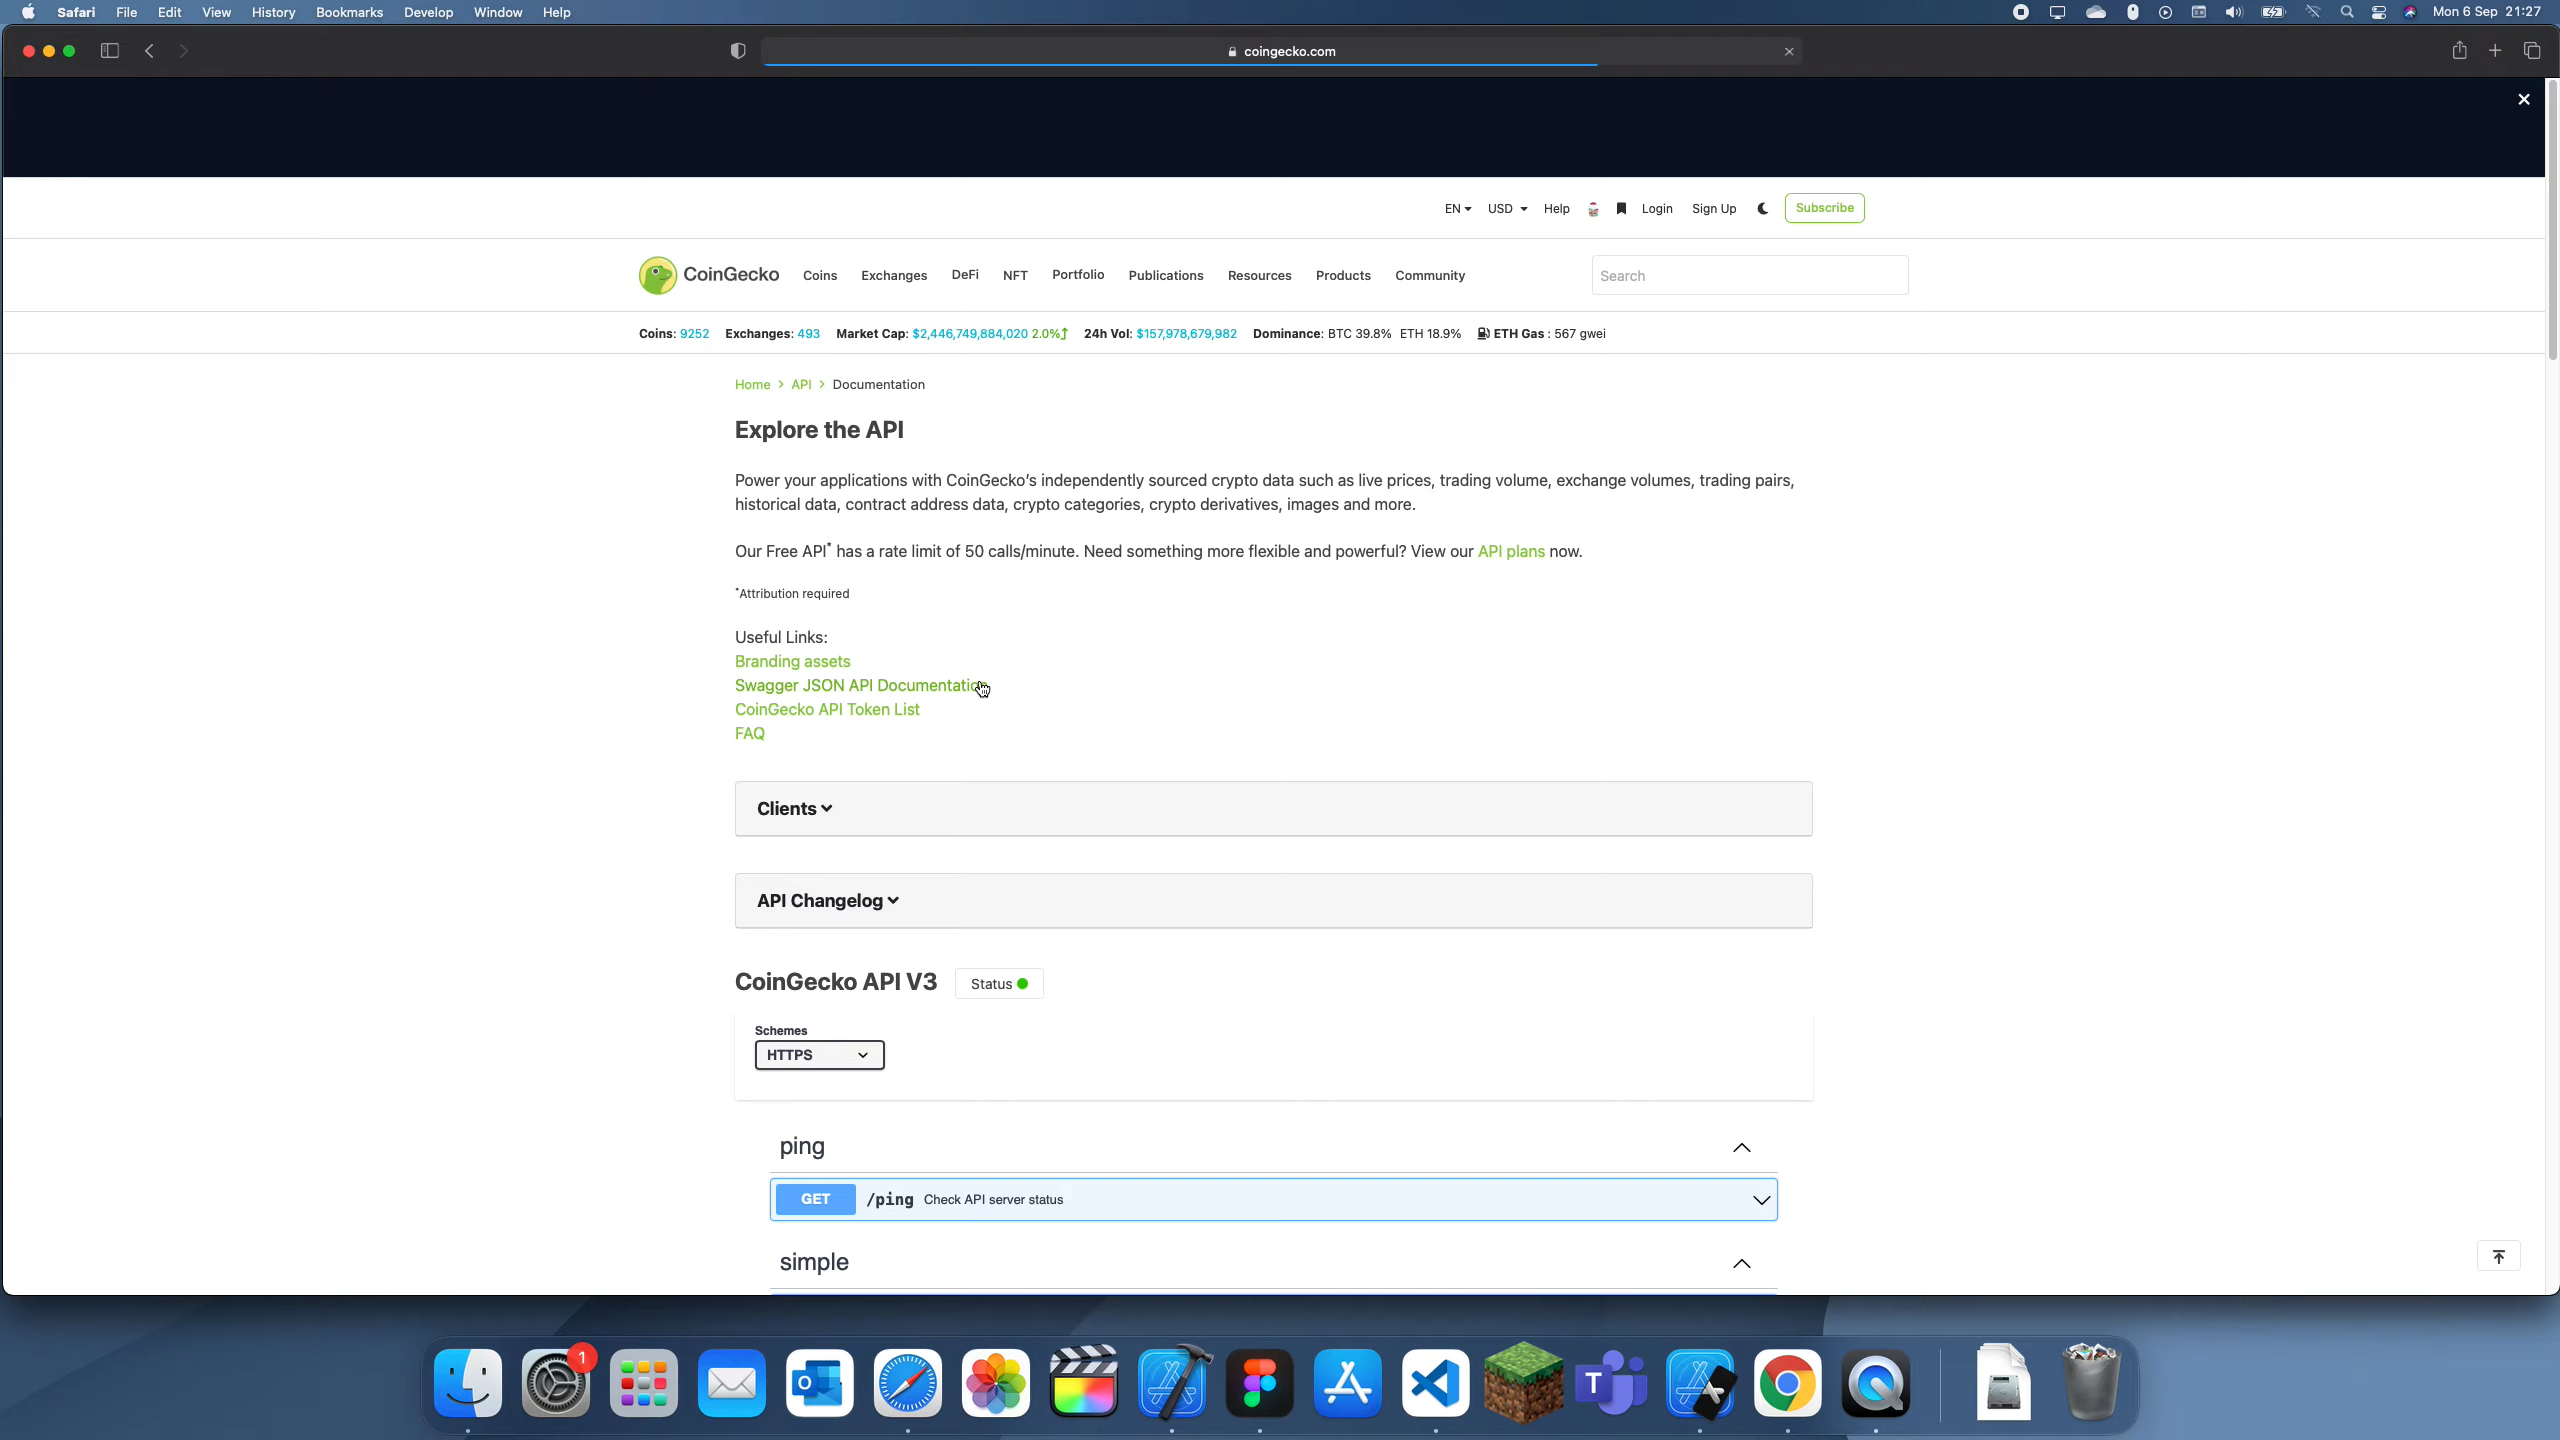 Safari File Edit View History Bookmarks Develop Window Help Mon 6 Sep 21:27
coingecko.com
EN USD Help Login Sign Up Subscribe
CoinGecko Coins Exchanges DeFi NFT Portfolio Publications Resources Products Community Search
Coins: 9252 Exchanges: 493 Market Cap: $2,446,749,884,020 2.0% 24h Vol: $157,978,679,982 Dominance: BTC 39.8% ETH 18.9% ETH Gas : 567 gwei
Home > API > Documentation
Explore the API
Power your applications with CoinGecko's independently sourced crypto data such as live prices, trading volume, exchange volumes, trading pairs,
historical data, contract address data, crypto categories, crypto derivatives, images and more.
Our Free API* has a rate limit of 50 calls/minute. Need something more flexible and powerful? View our API plans now.
*Attribution required
Useful Links:
Branding assets
Swagger JSON API Documentation
CoinGecko API Token List
FAQ
Clients
API Changelog
CoinGecko API V3 Status
Schemes
HTTPS
ping
GET /ping Check API server status
simple
1